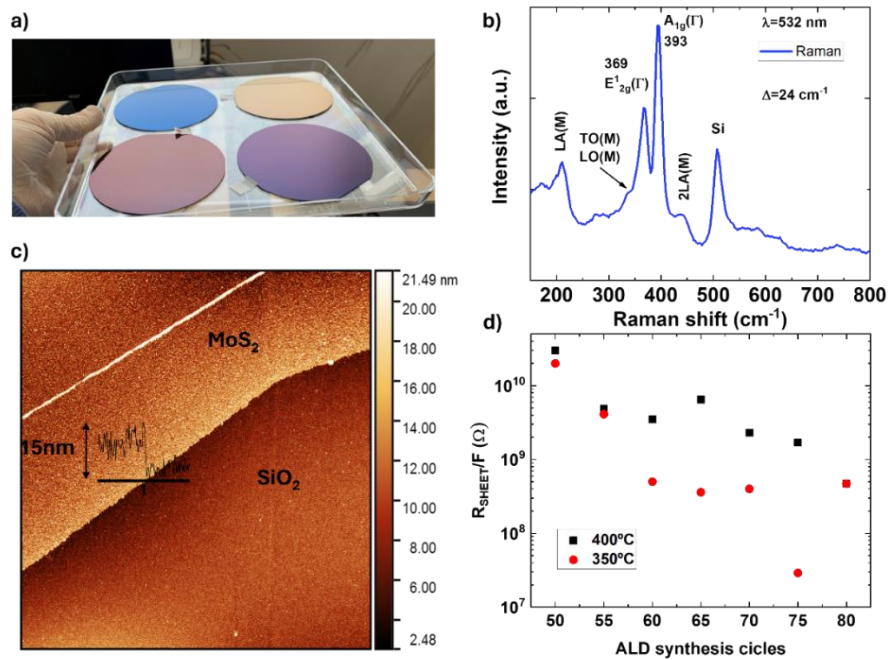 a)
b)
Intensity (a.u.)
LA(M)
TO(M)
LO(M)
369
E¹₂g(Γ)
A₁g(Γ)
393
2LA(M)
Si
λ=532 nm
Raman
Δ=24 cm⁻¹
200 300 400 500 600 700 800
Raman shift (cm⁻¹)
c)
MoS₂
SiO₂
15nm
21.49 nm
20.00
18.00
16.00
14.00
12.00
10.00
8.00
6.00
4.00
2.48
d)
R_SHEET/F (Ω)
10¹⁰
10⁹
10⁸
10⁷
400ºC
350ºC
50 55 60 65 70 75 80
ALD synthesis cicles